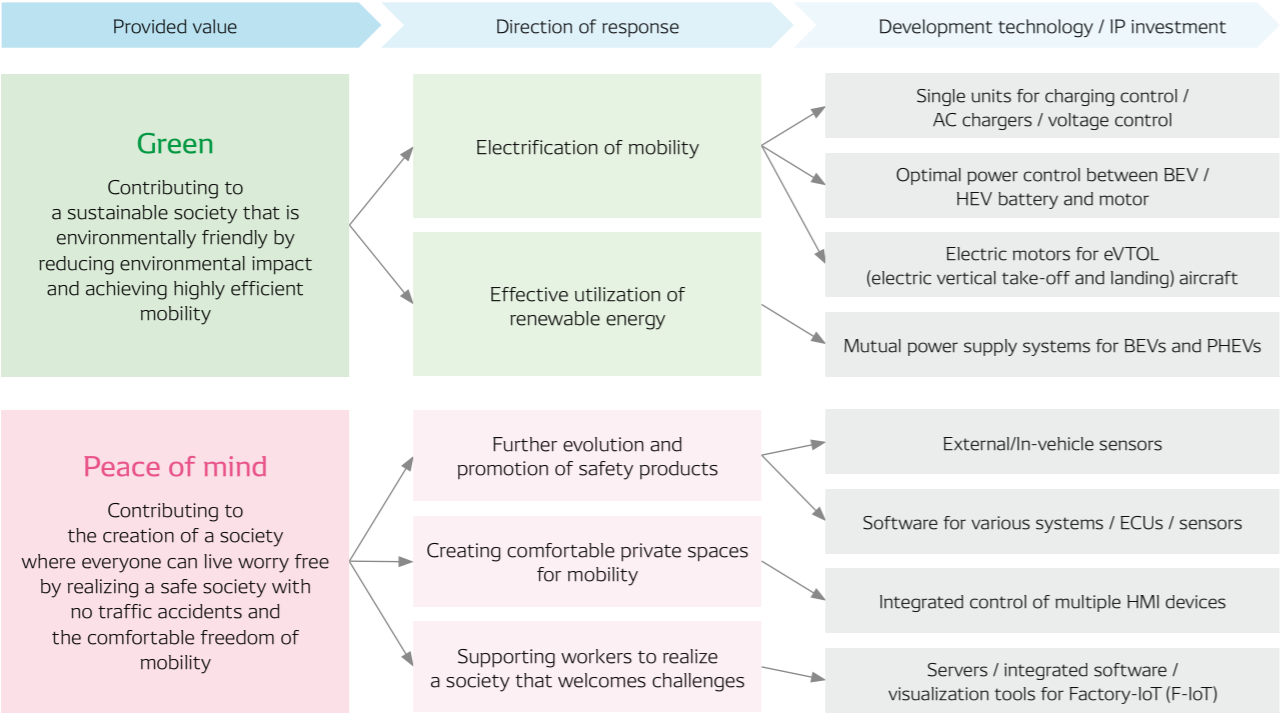 Provided value
Direction of response
Development technology / IP investment
Green
Contributing to
a sustainable society that is
environmentally friendly by
reducing environmental impact
and achieving highly efficient
mobility
Electrification of mobility
Effective utilization of
renewable energy
Single units for charging control /
AC chargers / voltage control
Optimal power control between BEV /
HEV battery and motor
Electric motors for eVTOL
(electric vertical take-off and landing) aircraft
Mutual power supply systems for BEVs and PHEVs
Peace of mind
Contributing to
the creation of a society
where everyone can live worry free
by realizing a safe society with
no traffic accidents and
the comfortable freedom of
mobility
Further evolution and
promotion of safety products
Creating comfortable private spaces
for mobility
Supporting workers to realize
a society that welcomes challenges
External/In-vehicle sensors
Software for various systems / ECUs / sensors
Integrated control of multiple HMI devices
Servers / integrated software /
visualization tools for Factory-IoT (F-IoT)